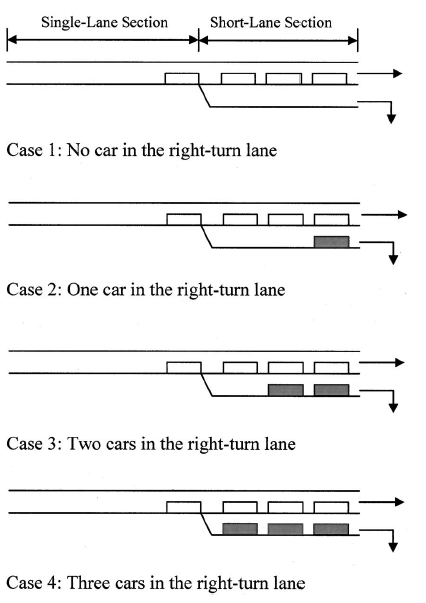 Single-Lane Section Short-Lane Section
Case 1: No car in the right-turn lane
Case 2: One car in the right-turn lane
Case 3: Two cars in the right-turn lane
Case 4: Three cars in the right-turn lane